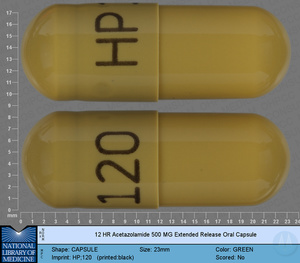 HP
120
mm
12 HR Acetazolamide 500 MG Extended Release Oral Capsule
NATIONAL
LIBRARY OF
MEDICINE
Shape: CAPSULE Size: 23mm Color: GREEN
Imprint: HP;120 (printed;black) Scored: No